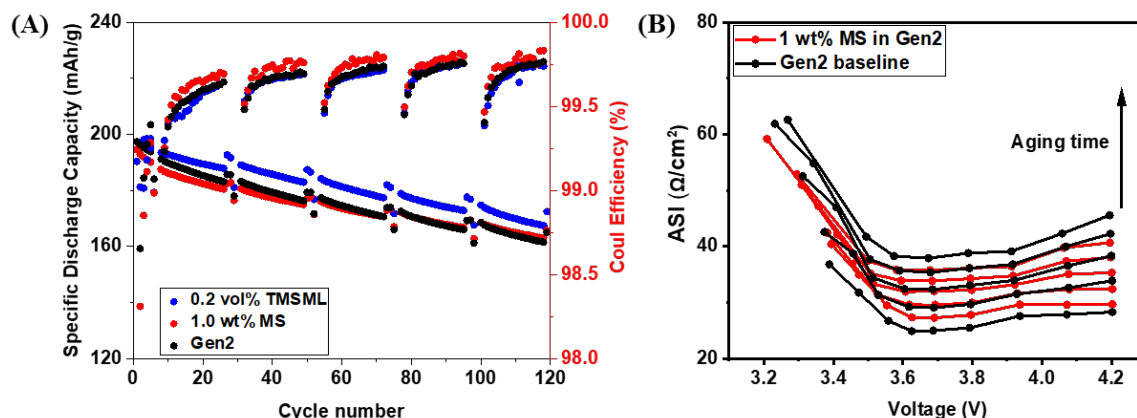 (A)
Specific Discharge Capacity (mAh/g)
240
200
160
120
0.2 vol% TMSML
1.0 wt% MS
Gen2
0 20 40 60 80 100 120
Cycle number
100.0
99.5
99.0
98.5
98.0
Coul Efficiency (%)
(B)
ASI (Ω/cm²)
80
60
40
20
1 wt% MS in Gen2
Gen2 baseline
Aging time
3.2 3.4 3.6 3.8 4.0 4.2
Voltage (V)